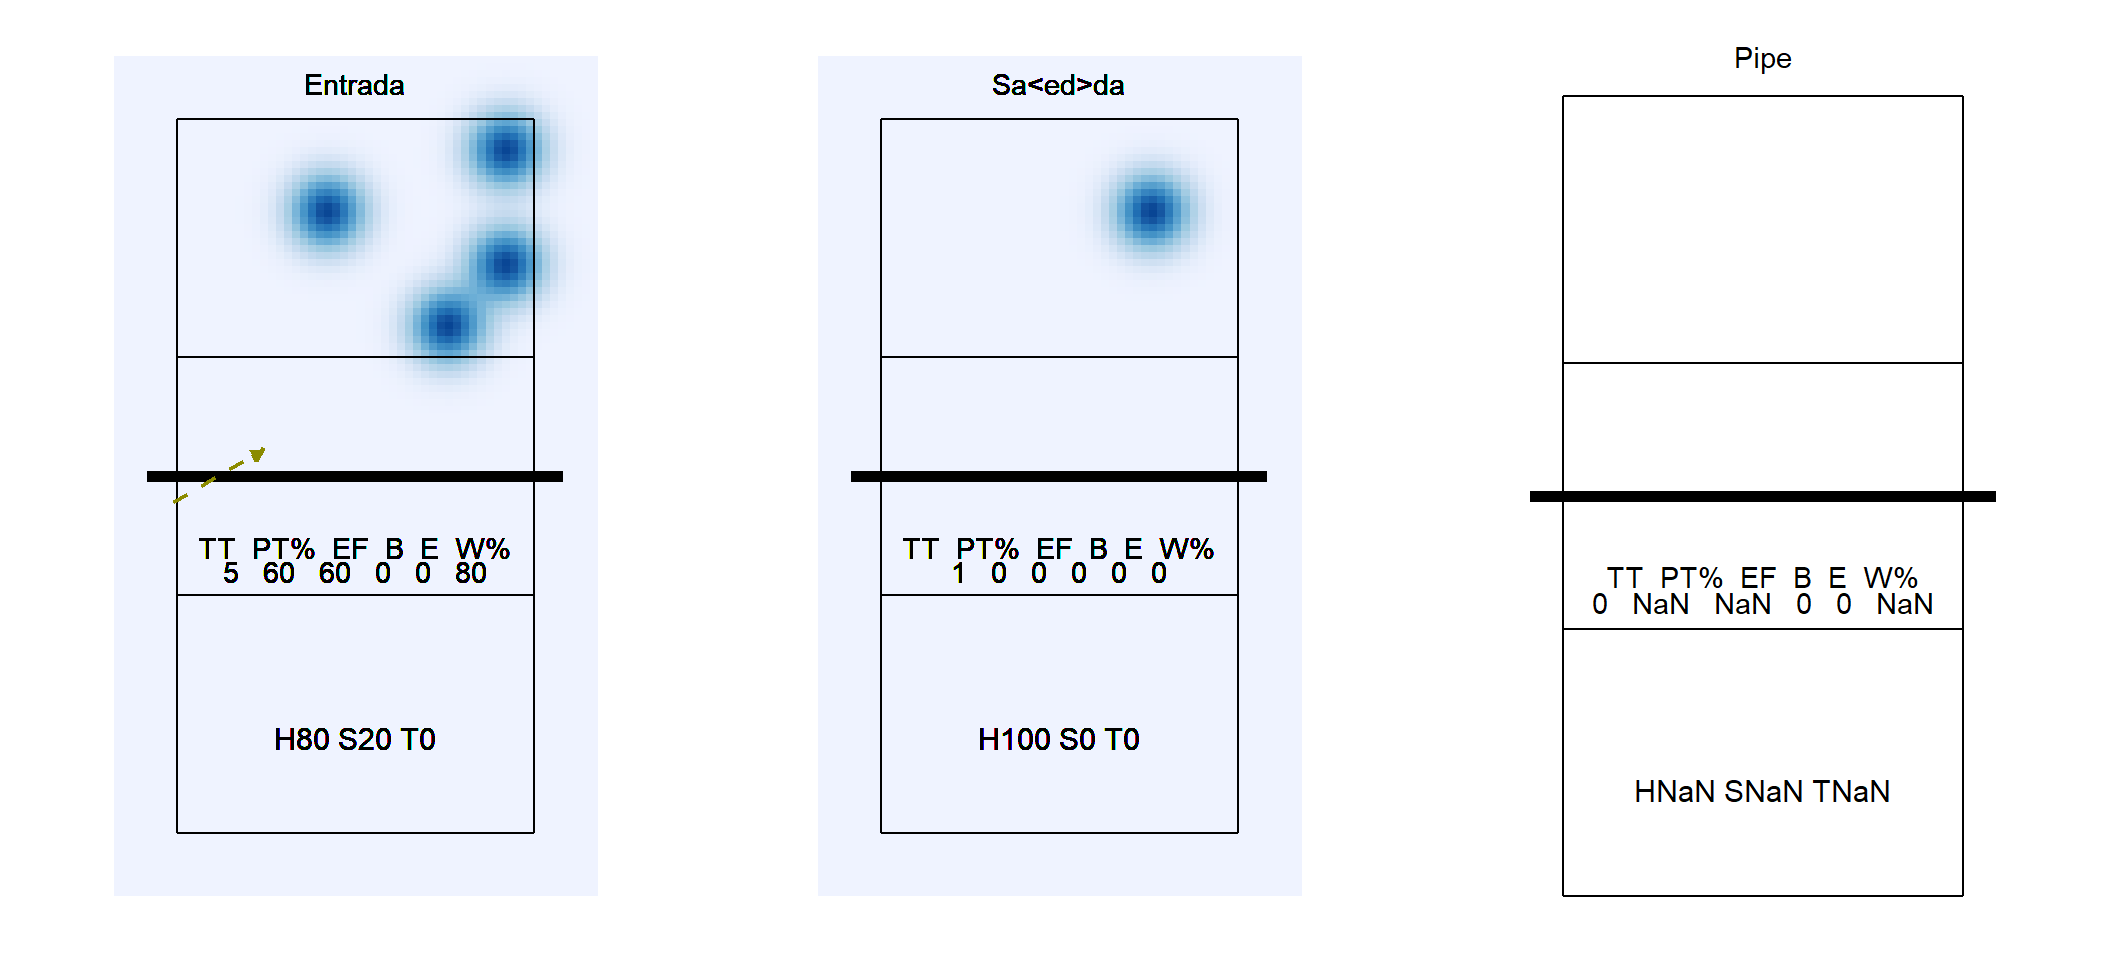 Entrada
TT PT% EF B E W%
5 60 60 0 0 80
H80 S20 T0
Sa<ed>da
TT PT% EF B E W%
1 0 0 0 0 0
H100 S0 T0
Pipe
TT PT% EF B E W%
0 NaN NaN 0 0 NaN
HNaN SNaN TNaN